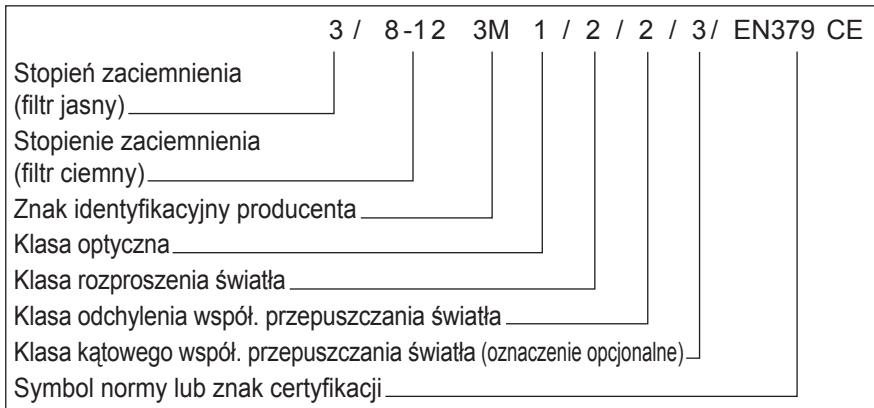 3 / 8-12 3M 1 / 2 / 2 / 3 / EN379 CE
Stopień zaciemnienia
(filtr jasny)
Stopienie zaciemnienia
(filtr ciemny)
Znak identyfikacyjny producenta
Klasa optyczna
Klasa rozproszenia światła
Klasa odchylenia współ. przepuszczania światła
Klasa kątowego współ. przepuszczania światła (oznaczenie opcjonalne)
Symbol normy lub znak certyfikacji